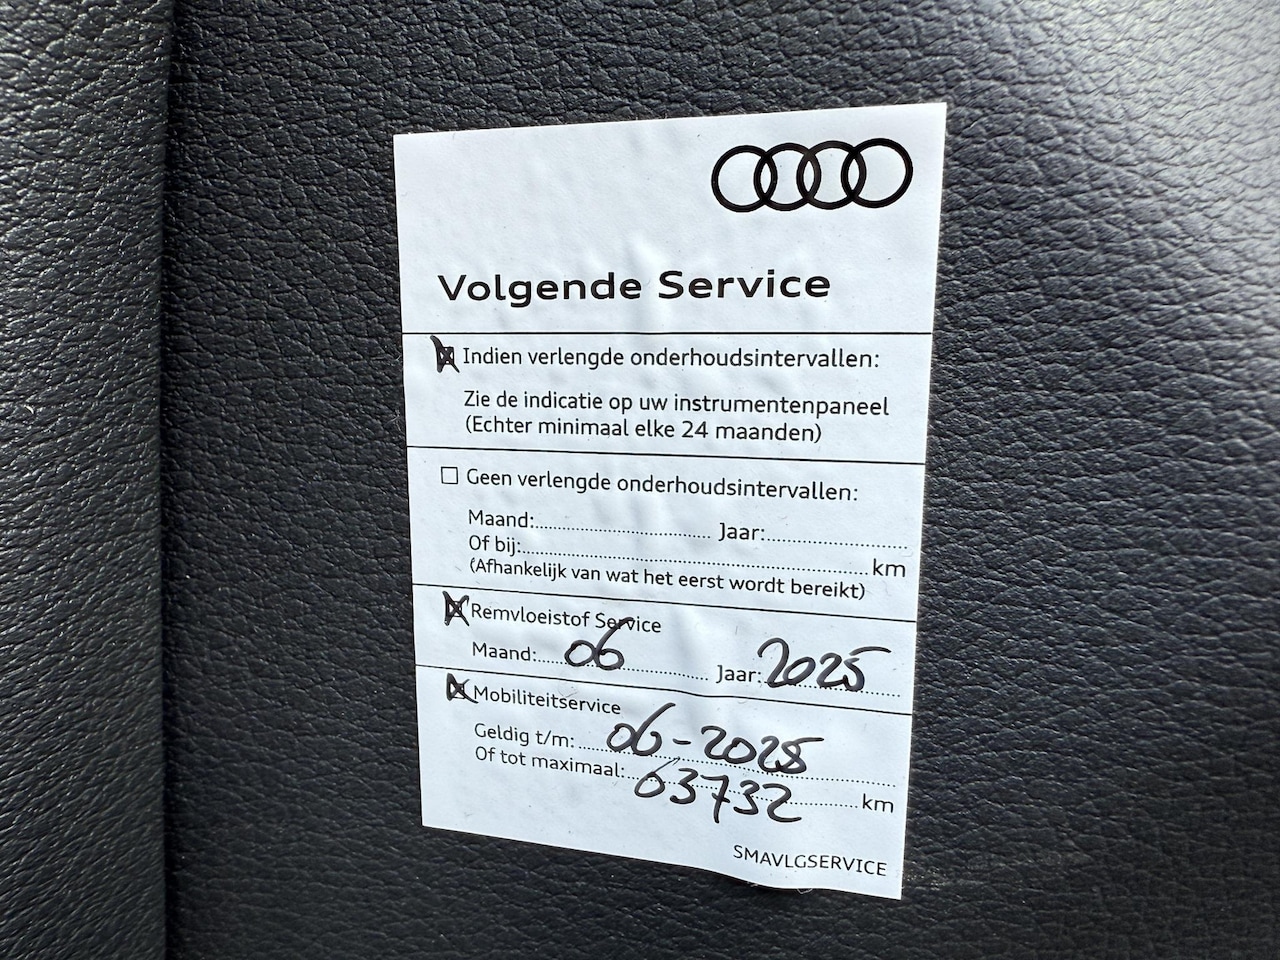 Volgende Service
Indien verlengde onderhoudsintervallen:
Zie de indicatie op uw instrumentenpaneel
(Echter minimaal elke 24 maanden)
Geen verlengde onderhoudsintervallen:
Maand: Jaar:
Of bij: km
(Afhankelijk van wat het eerst wordt bereikt)
Remvloeistof Service
Maand: 06 Jaar: 2025
Mobiliteitservice
Geldig t/m: 06-2025
Of tot maximaal: 63732 km
SMAVLGSERVICE